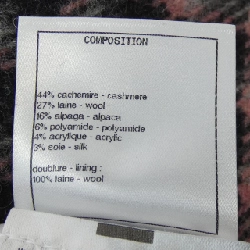 COMPOSITION
44% cachemire - cashmere
27% laine - wool
16% alpaga - alpaca
6% polyamide - polyamide
4% acrylique - acrylic
3% soie - silk
doublure - lining :
100% laine - wool